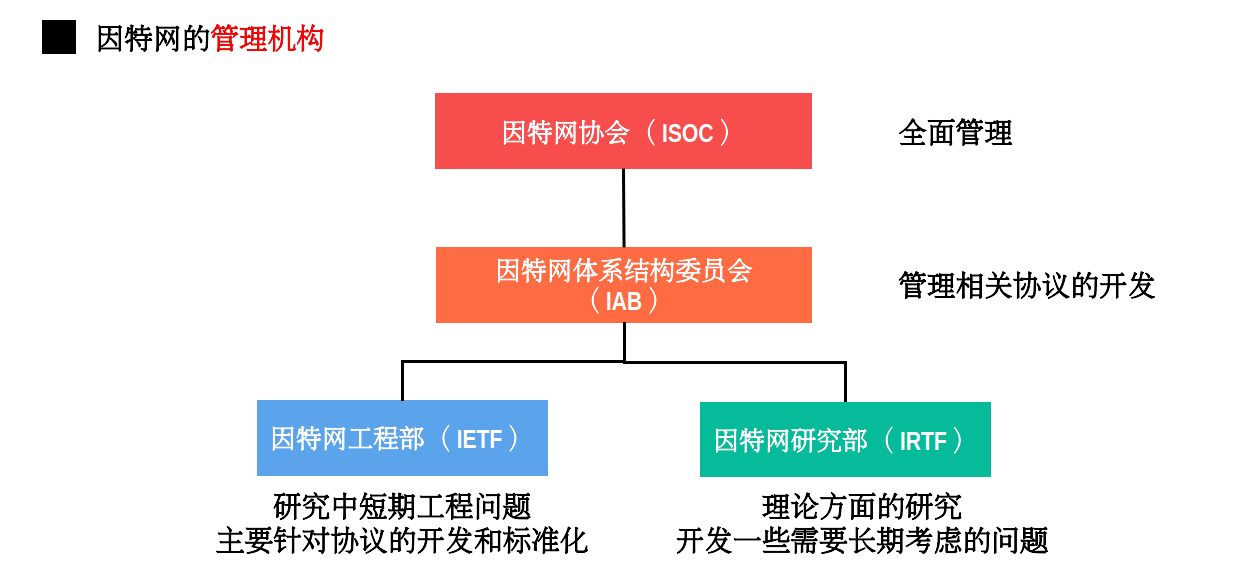 因特网的管理机构
因特网协会（ISOC）
全面管理
因特网体系结构委员会
（IAB）
管理相关协议的开发
因特网工程部（IETF）
因特网研究部（IRTF）
研究中短期工程问题
主要针对协议的开发和标准化
理论方面的研究
开发一些需要长期考虑的问题